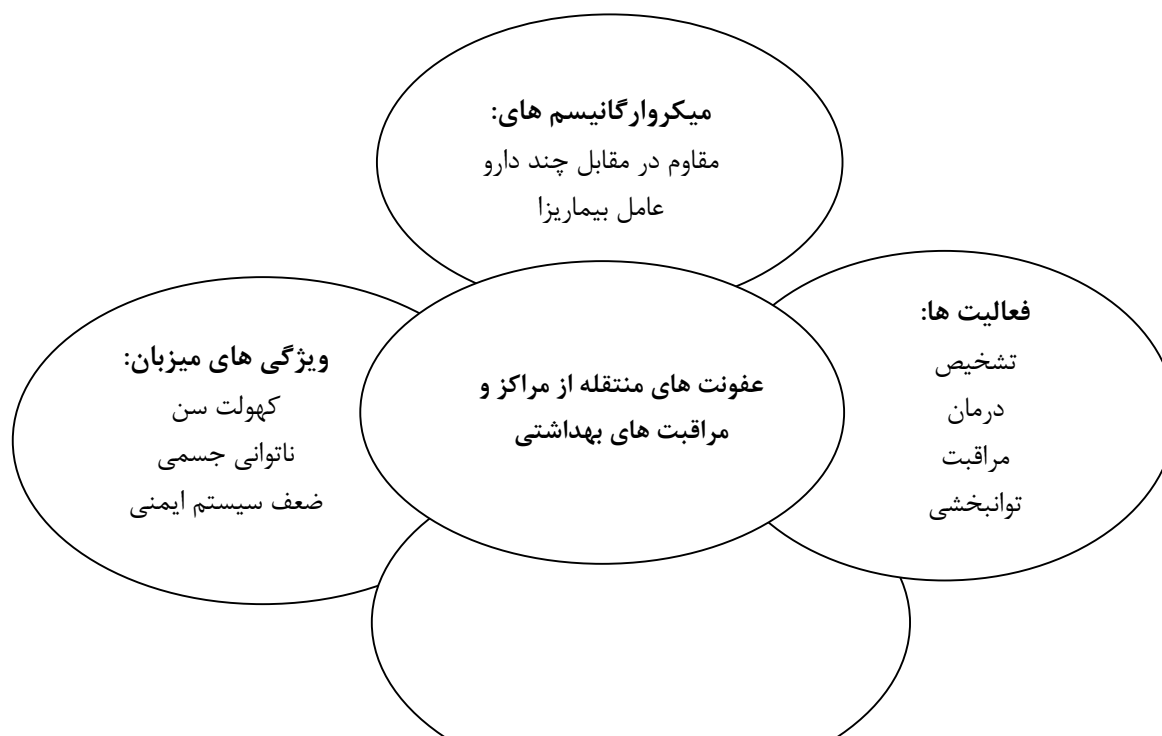 میکروارگانیسم های:
مقاوم در مقابل چند دارو
عامل بیماریزا
فعالیت ها:
تشخیص
درمان
مراقبت
توانبخشی
عفونت های منتقله از مراکز و
مراقبت های بهداشتی
ویژگی های میزبان:
کهولت سن
ناتوانی جسمی
ضعف سیستم ایمنی